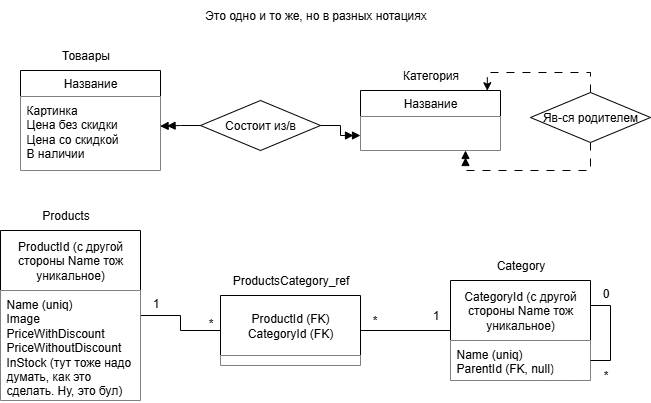 Это одно и то же, но в разных нотациях
Товаары
Название
Картинка
Цена без скидки
Цена со скидкой
В наличии
Состоит из/в
Категория
Название
Яв-ся родителем
Products
ProductId (с другой
стороны Name тож
уникальное)
Name (uniq)
Image
PriceWithDiscount
PriceWithoutDiscount
InStock (тут тоже надо
думать, как это
сделать. Ну, это бул)
1
*
ProductsCategory_ref
ProductId (FK)
CategoryId (FK)
*
1
Category
CategoryId (с другой
стороны Name тож
уникальное)
Name (uniq)
ParentId (FK, null)
0
*